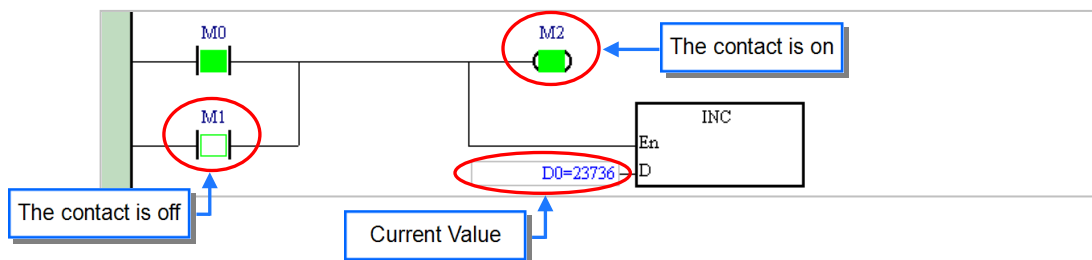 M0
M2
The contact is on
M1
INC
En
D0=23736
D
The contact is off
Current Value